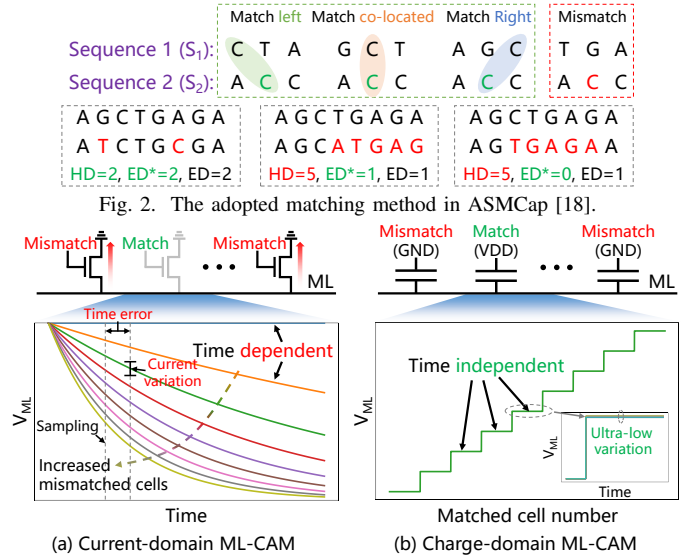 Match left Match co-located Match Right Mismatch
Sequence 1 (S1): C T A G C T A G C T G A
Sequence 2 (S2): A C C A C C A C C A C C
A G C T G A G A
A T C T G C G A
HD=2, ED*=2, ED=2
A G C T G A G A
A G C A T G A G
HD=5, ED*=1, ED=1
A G C T G A G A
A G T G A G A A
HD=5, ED*=0, ED=1
Fig. 2. The adopted matching method in ASMCap [18].
Mismatch Match Mismatch
ML
Time error
Time dependent
Current
variation
VML
Sampling
Increased
mismatched cells
Time
(a) Current-domain ML-CAM
Mismatch Match Mismatch
(GND) (VDD) (GND)
ML
Time independent
VML
VML
Ultra-low
variation
Time
Matched cell number
(b) Charge-domain ML-CAM